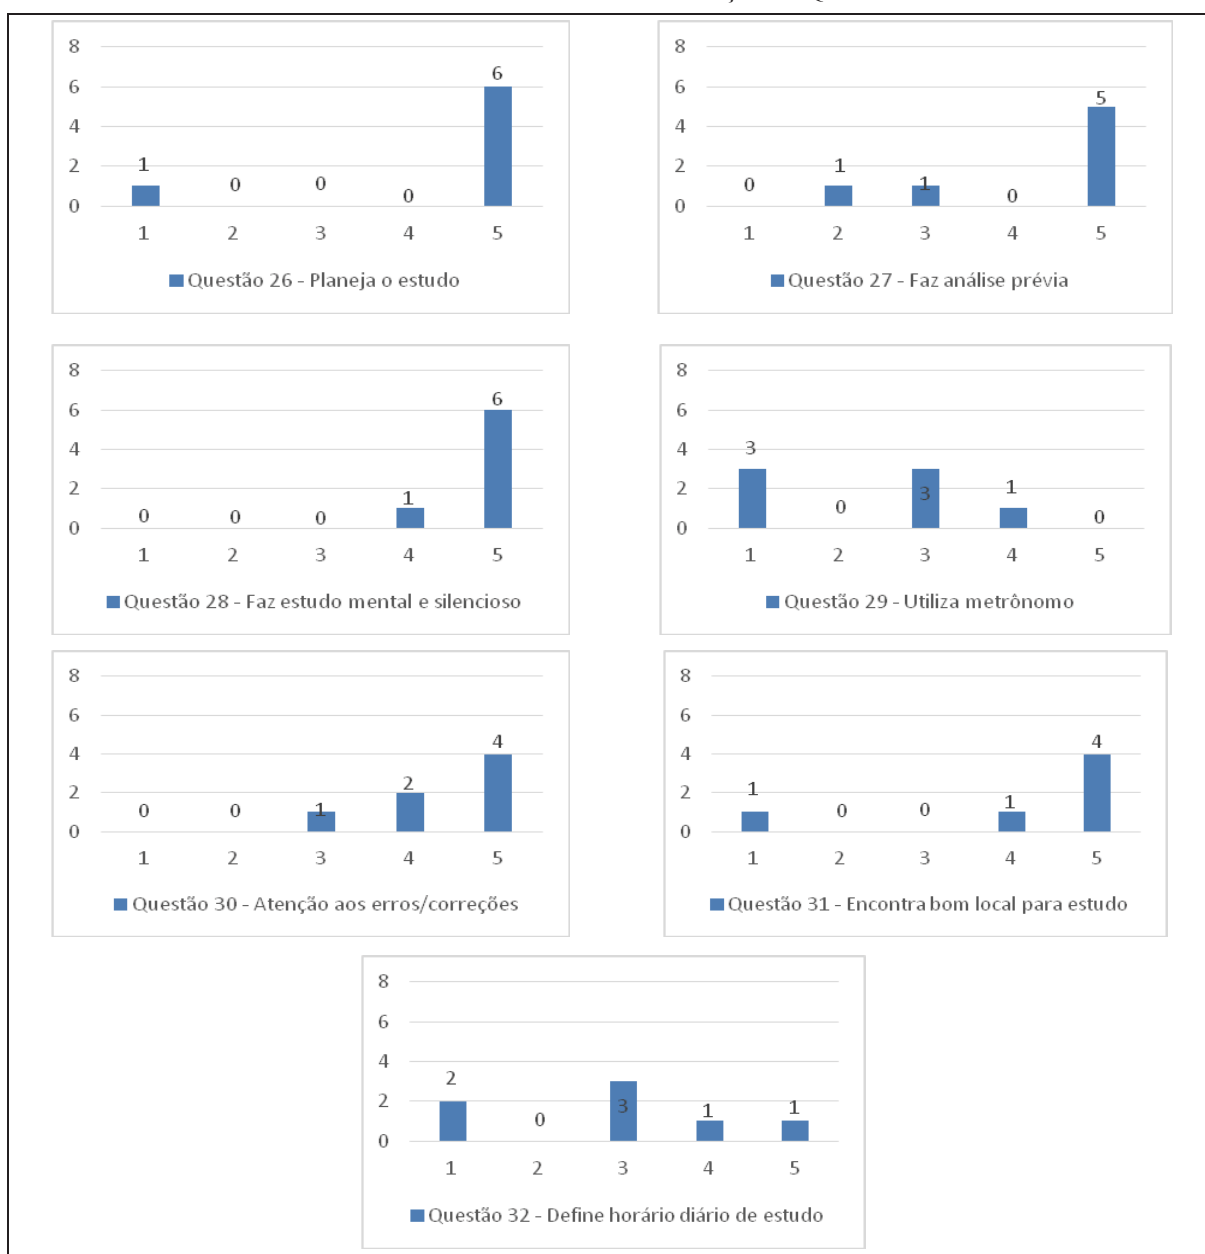 8
6
4
2
0
1 0 0 0 6
1 2 3 4 5
Questão 26 - Planeja o estudo
8
6
4
2
0
0 1 1 0 5
1 2 3 4 5
Questão 27 - Faz análise prévia
8
6
4
2
0
0 0 0 1 6
1 2 3 4 5
Questão 28 - Faz estudo mental e silencioso
8
6
4
2
0
3 0 3 1 0
1 2 3 4 5
Questão 29 - Utiliza metrônomo
8
6
4
2
0
0 0 1 2 4
1 2 3 4 5
Questão 30 - Atenção aos erros/correções
8
6
4
2
0
1 0 0 1 4
1 2 3 4 5
Questão 31 - Encontra bom local para estudo
8
6
4
2
0
2 0 3 1 1
1 2 3 4 5
Questão 32 - Define horário diário de estudo